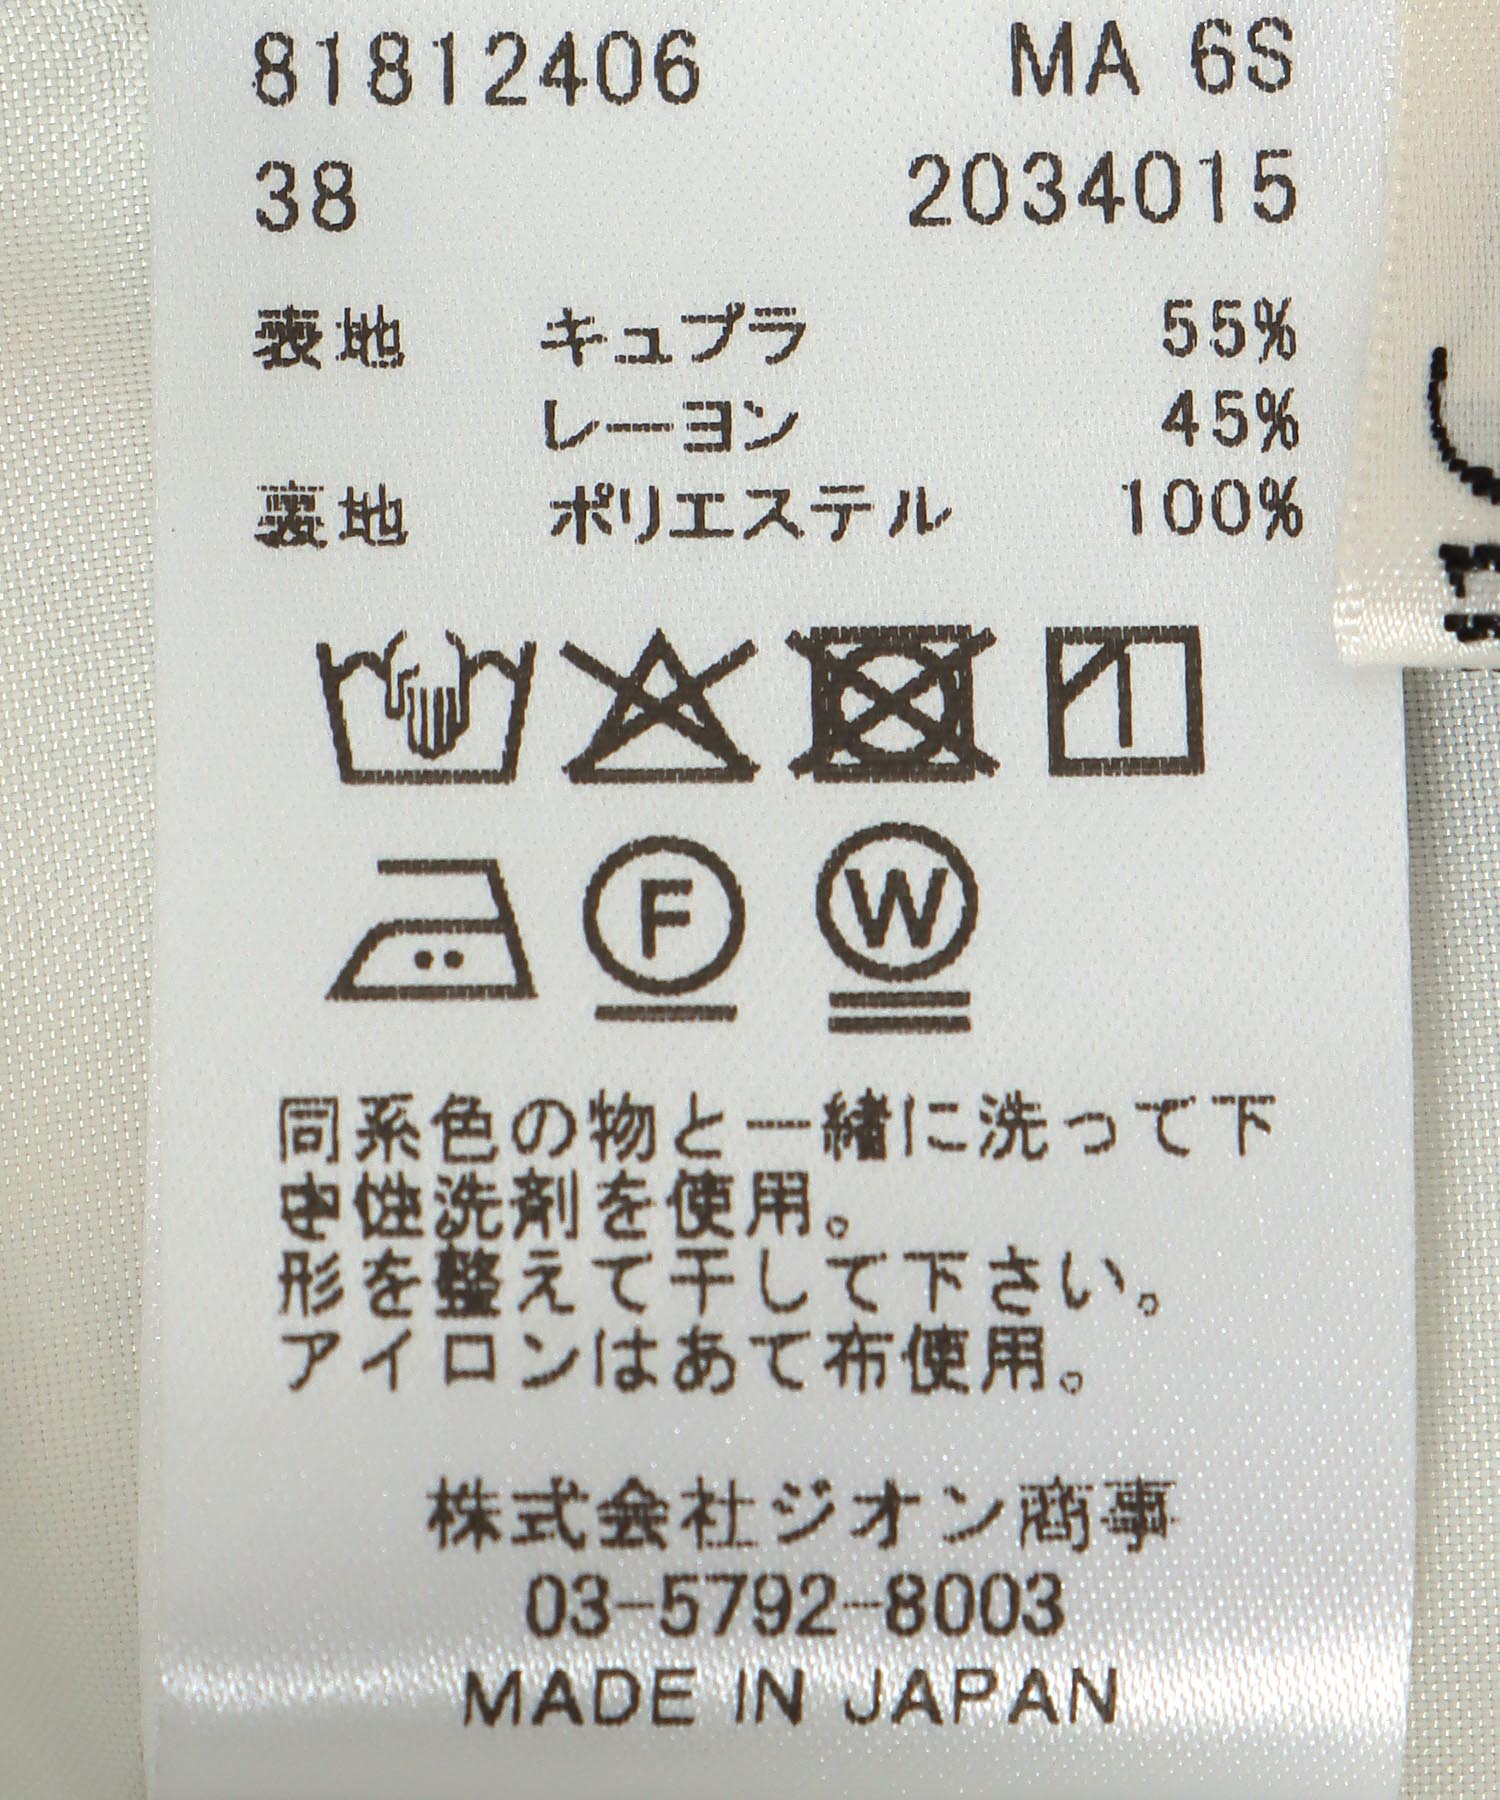 81812406 MA 6S
38 2034015
表地 キュプラ 55%
レーヨン 45%
裏地 ポリエステル 100%
F W
同系色の物と一緒に洗って下
中性洗剤を使用。
形を整えて干して下さい。
アイロンはあて布使用。
株式会社ジオン商事
03-5792-8003
MADE IN JAPAN